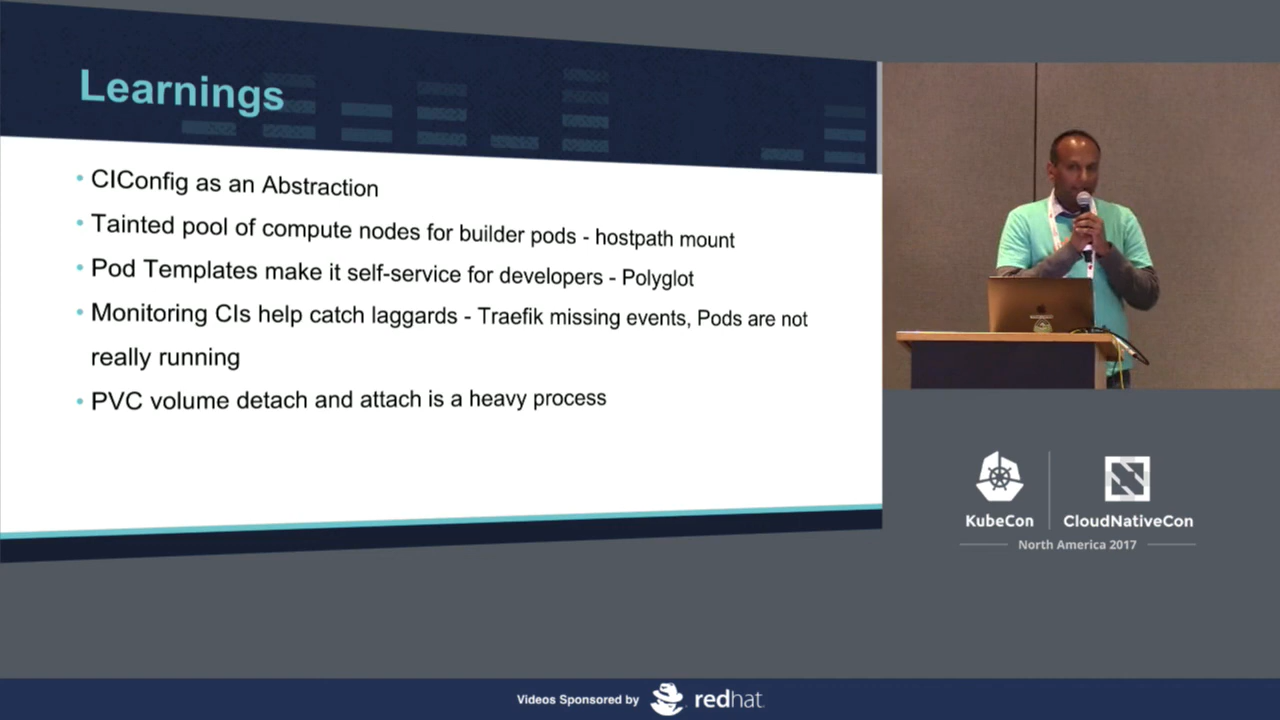 Learnings
• CIConfig as an Abstraction
• Tainted pool of compute nodes for builder pods - hostpath mount
• Pod Templates make it self-service for developers - Polyglot
• Monitoring CIs help catch laggards - Traefik missing events, Pods are not
really running
• PVC volume detach and attach is a heavy process
KubeCon
CloudNativeCon
North America 2017
Videos Sponsored by
redhat.